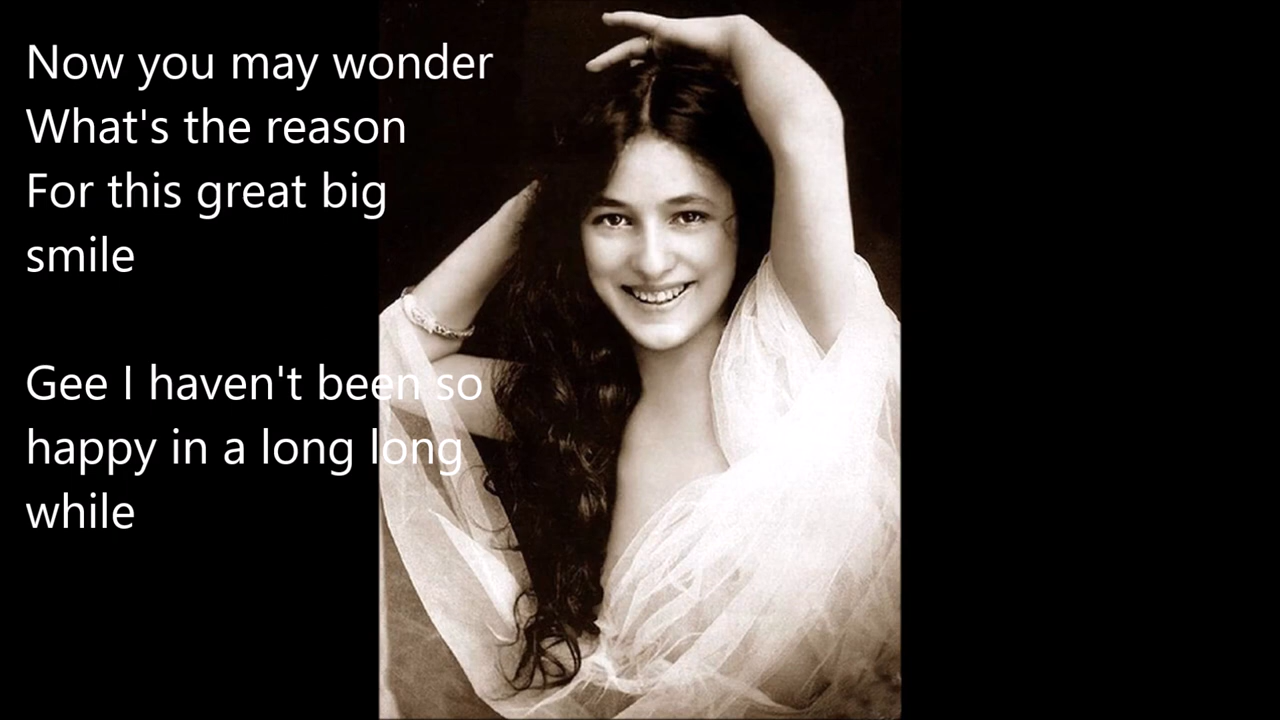 Now you may wonder
What's the reason
For this great big
smile
Gee I haven't been so
happy in a long long
while